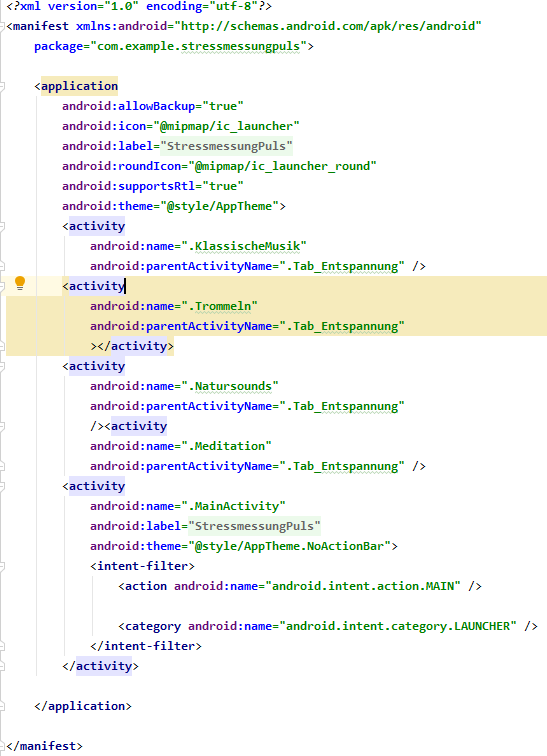 <?xml version="1.0" encoding="utf-8"?>
<manifest xmlns:android="http://schemas.android.com/apk/res/android"
    package="com.example.stressmessungpuls">

    <application
        android:allowBackup="true"
        android:icon="@mipmap/ic_launcher"
        android:label="StressmessungPuls"
        android:roundIcon="@mipmap/ic_launcher_round"
        android:supportsRtl="true"
        android:theme="@style/AppTheme">
        <activity
            android:name=".KlassischeMusik"
            android:parentActivityName=".Tab_Entspannung" />
        <activity
            android:name=".Trommeln"
            android:parentActivityName=".Tab_Entspannung"
            ></activity>
        <activity
            android:name=".Natursounds"
            android:parentActivityName=".Tab_Entspannung"
            /><activity
            android:name=".Meditation"
            android:parentActivityName=".Tab_Entspannung" />
        <activity
            android:name=".MainActivity"
            android:label="StressmessungPuls"
            android:theme="@style/AppTheme.NoActionBar">
            <intent-filter>
                <action android:name="android.intent.action.MAIN" />

                <category android:name="android.intent.category.LAUNCHER" />
            </intent-filter>
        </activity>

    </application>

</manifest>